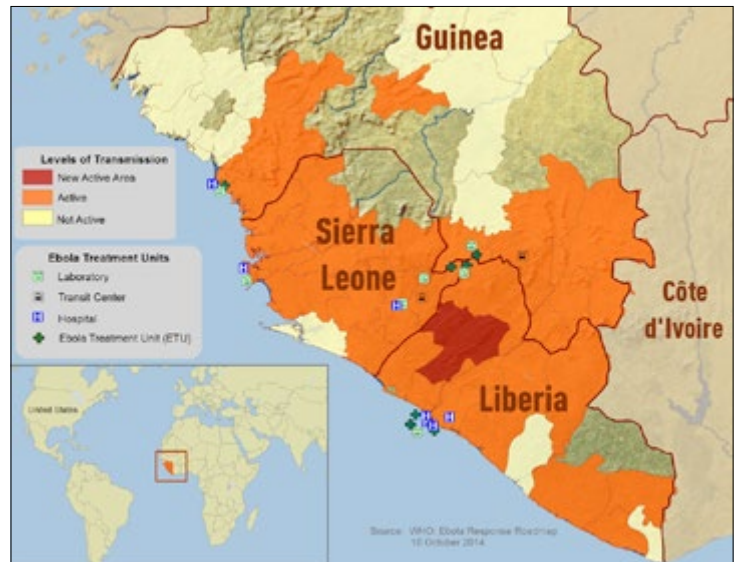 Guinea
Levels of Transmission
New Active Area
Active
Not Active
Sierra
Leone
Ebola Treatment Units
Laboratory
Transit Center
Hospital
Ebola Treatment Unit (ETU)
Côte
d'Ivoire
Liberia
United States
Source: WHO: Ebola Response Roadmap
10 October 2014
H
H
H
H
H
H
H